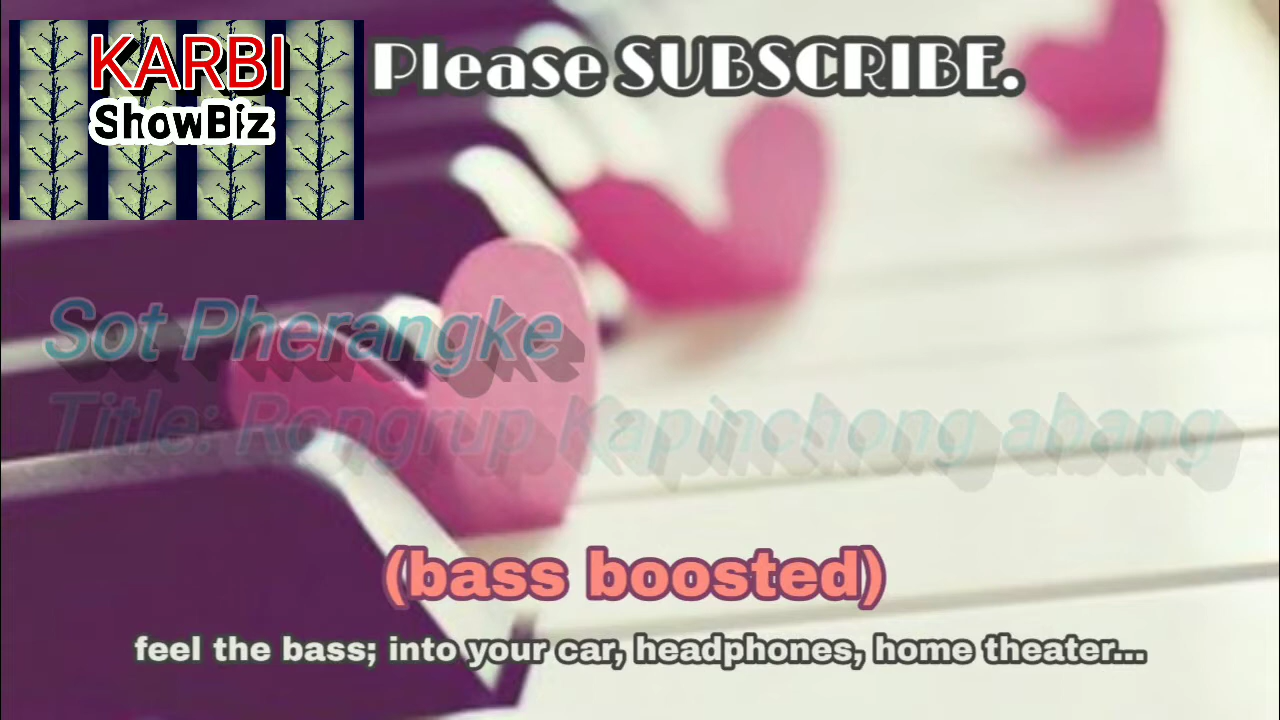 KARBI
ShowBiz
Please SUBSCRIBE.
Sot Pherangke
Title: Rongrup Kapinchong abang
(bass boosted)
feel the bass; into your car, headphones, home theater...